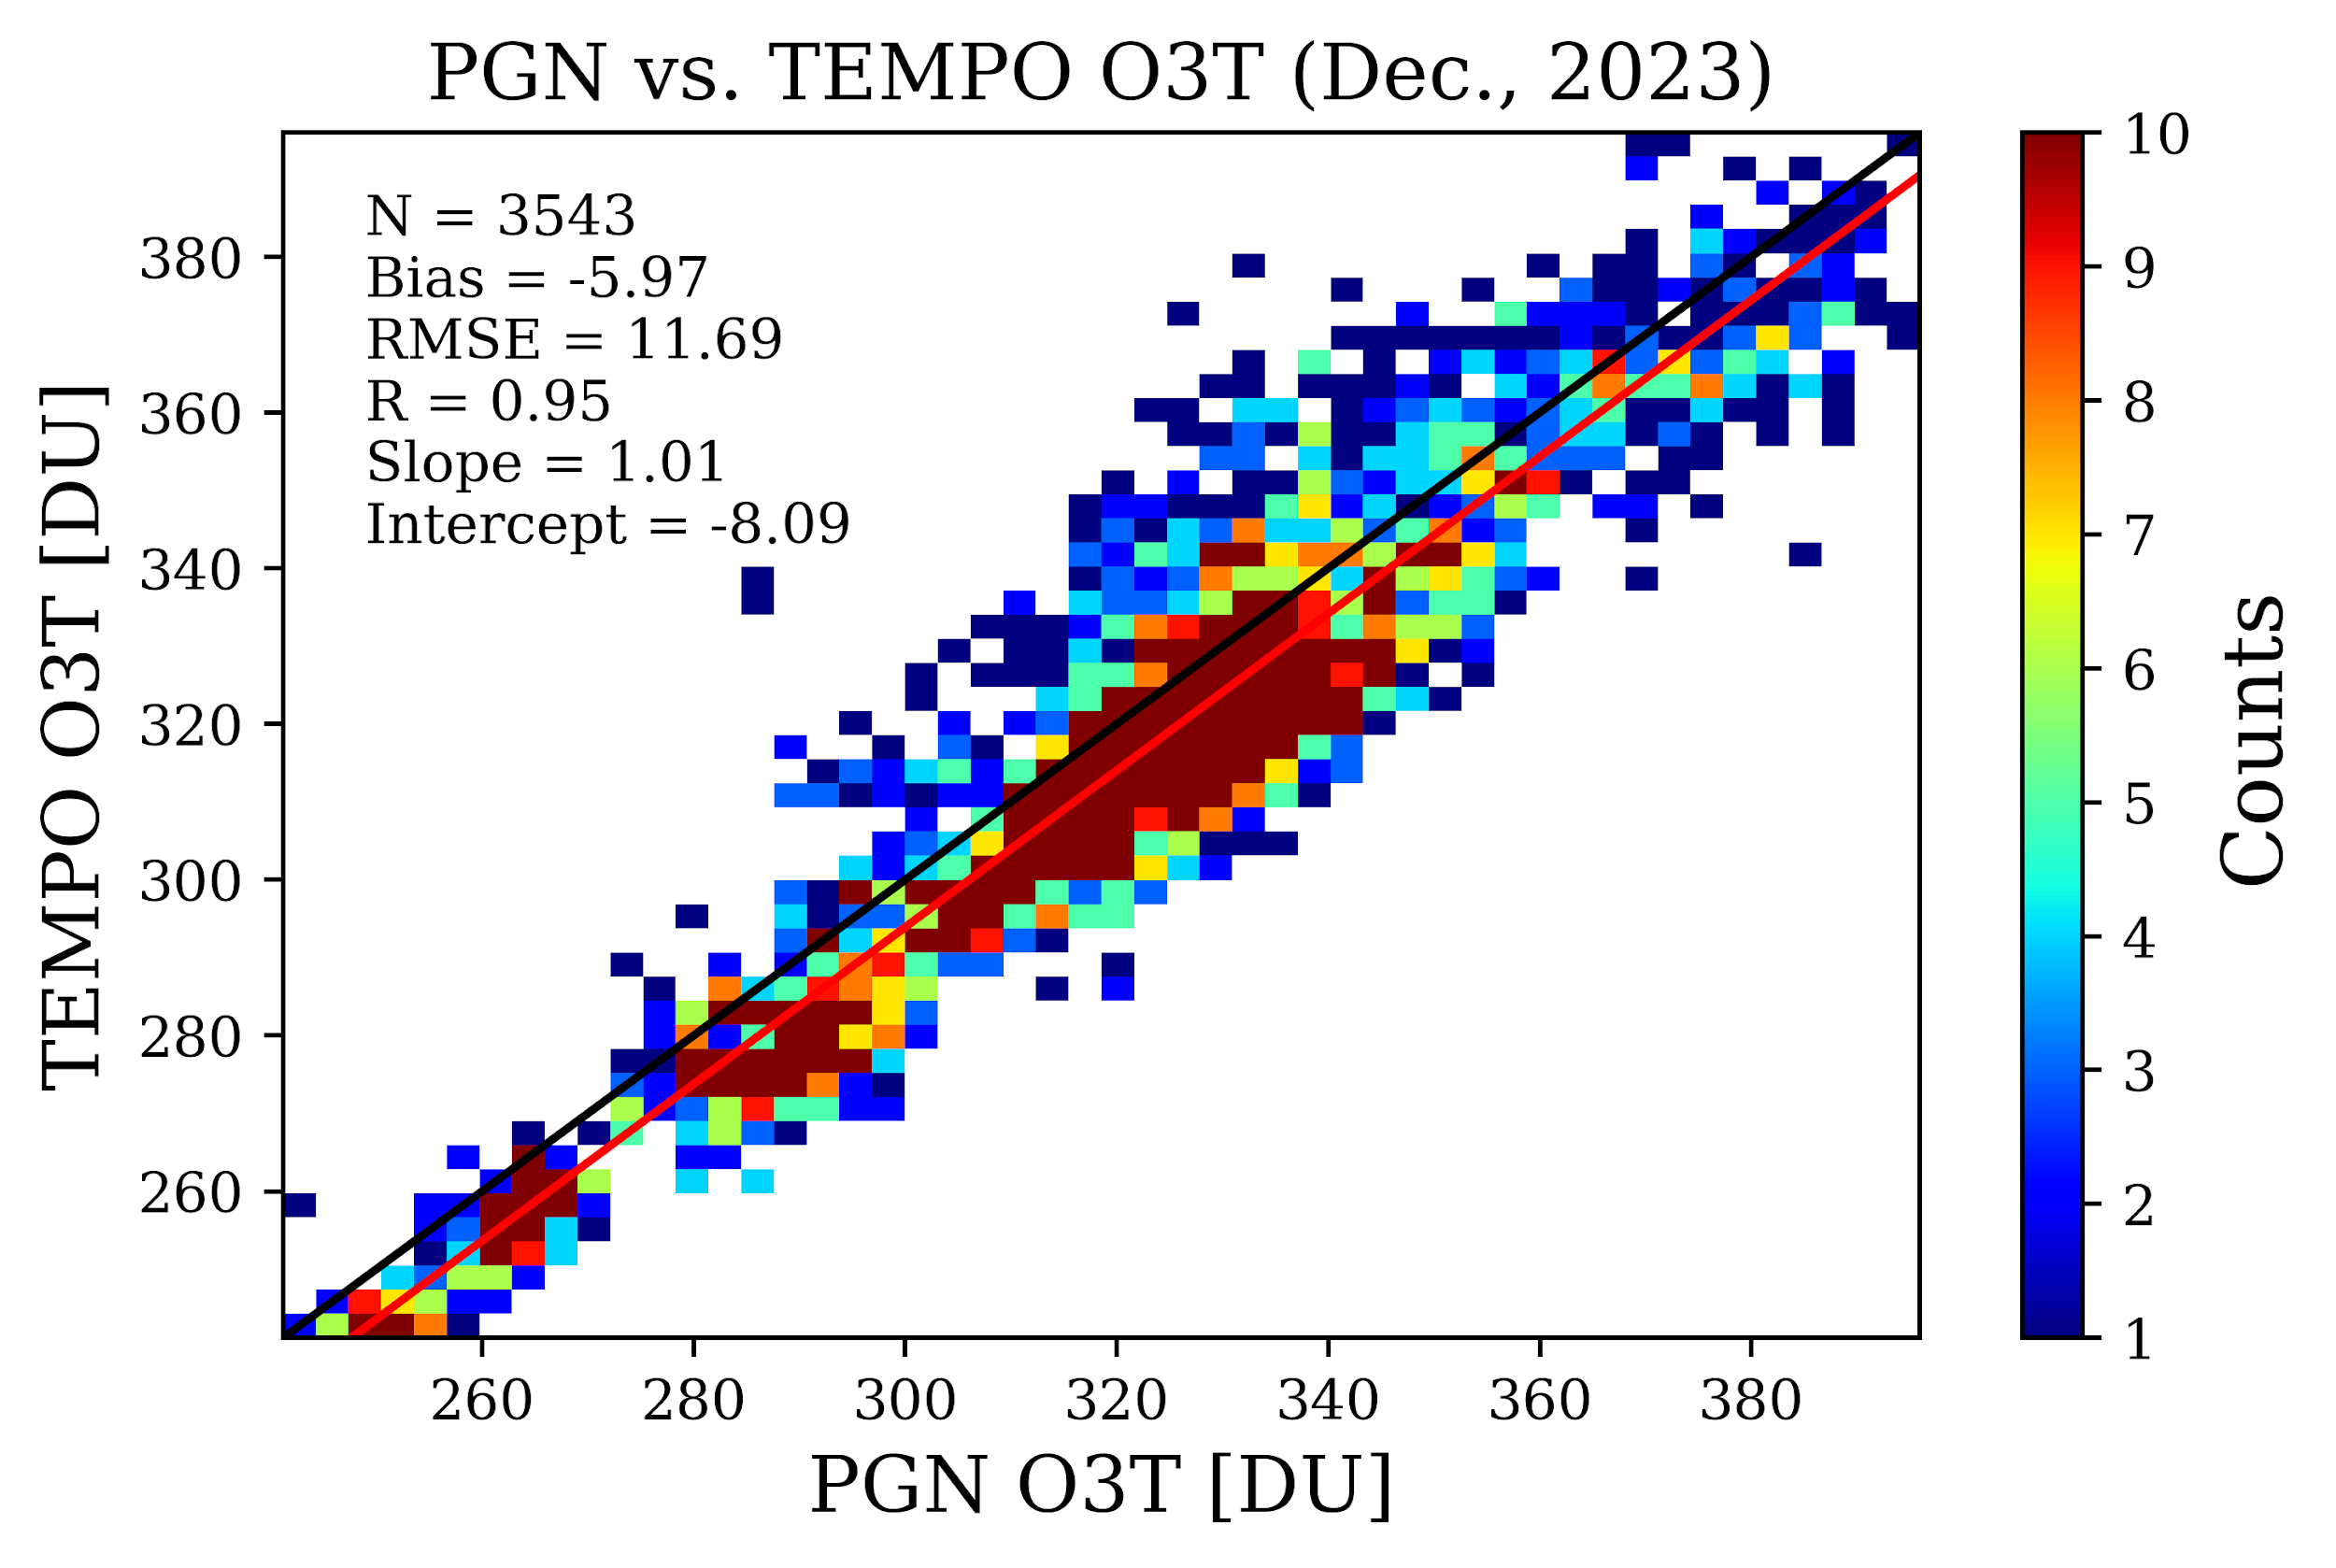 PGN vs. TEMPO O3T (Dec., 2023)
N = 3543
Bias = -5.97
RMSE = 11.69
R = 0.95
Slope = 1.01
Intercept = -8.09
TEMPO O3T [DU]
380
360
340
320
300
280
260
260 280 300 320 340 360 380
PGN O3T [DU]
10
9
8
7
6
5
4
3
2
1
Counts